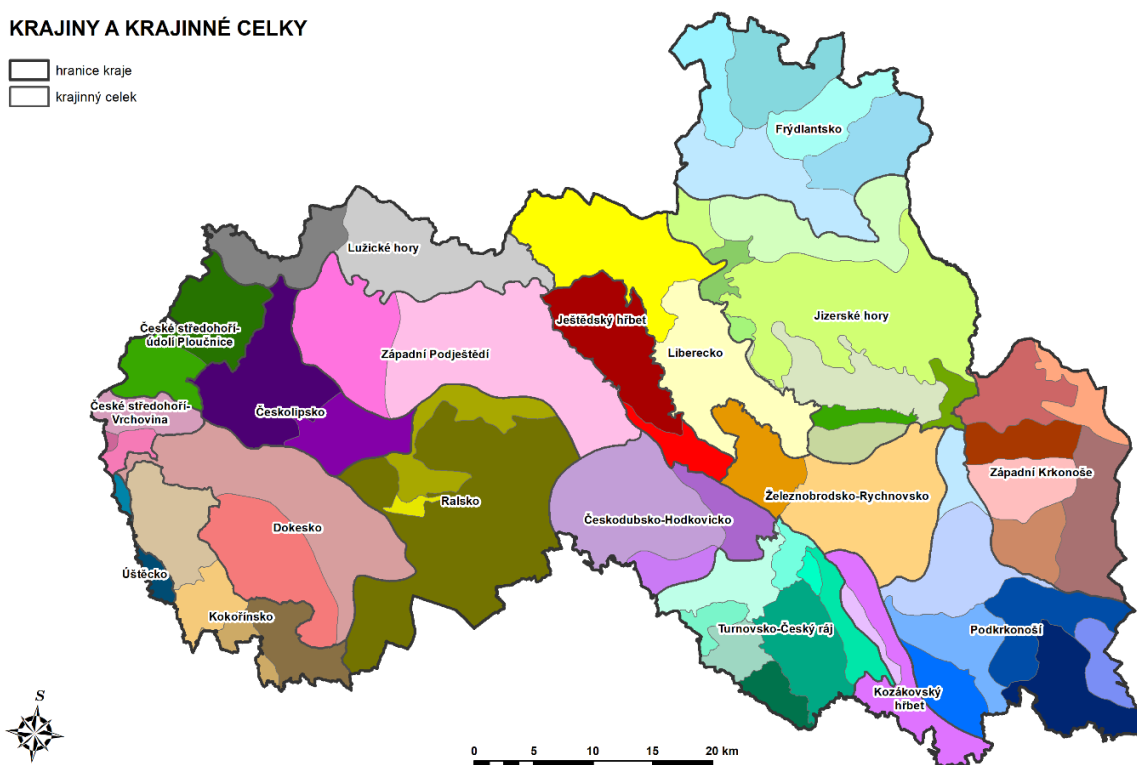 KRAJINY A KRAJINNÉ CELKY
hranice kraje
krajinný celek
Frýdlantsko
Lužické hory
Jizerské hory
Ještědský hřbet
České středohoří-
údolí Ploučnice
Západní Podještědí
Liberecko
České středohoří-
Vrchovina
Českolipsko
Západní Krkonoše
Železnobrodsko-Rychnovsko
Ralsko
Českodubsko-Hodkovicko
Dokesko
Úštěcko
Kokořínsko
Turnovsko-Český ráj
Podkrkonoší
Kozákovský
hřbet
S
0 5 10 15 20 km